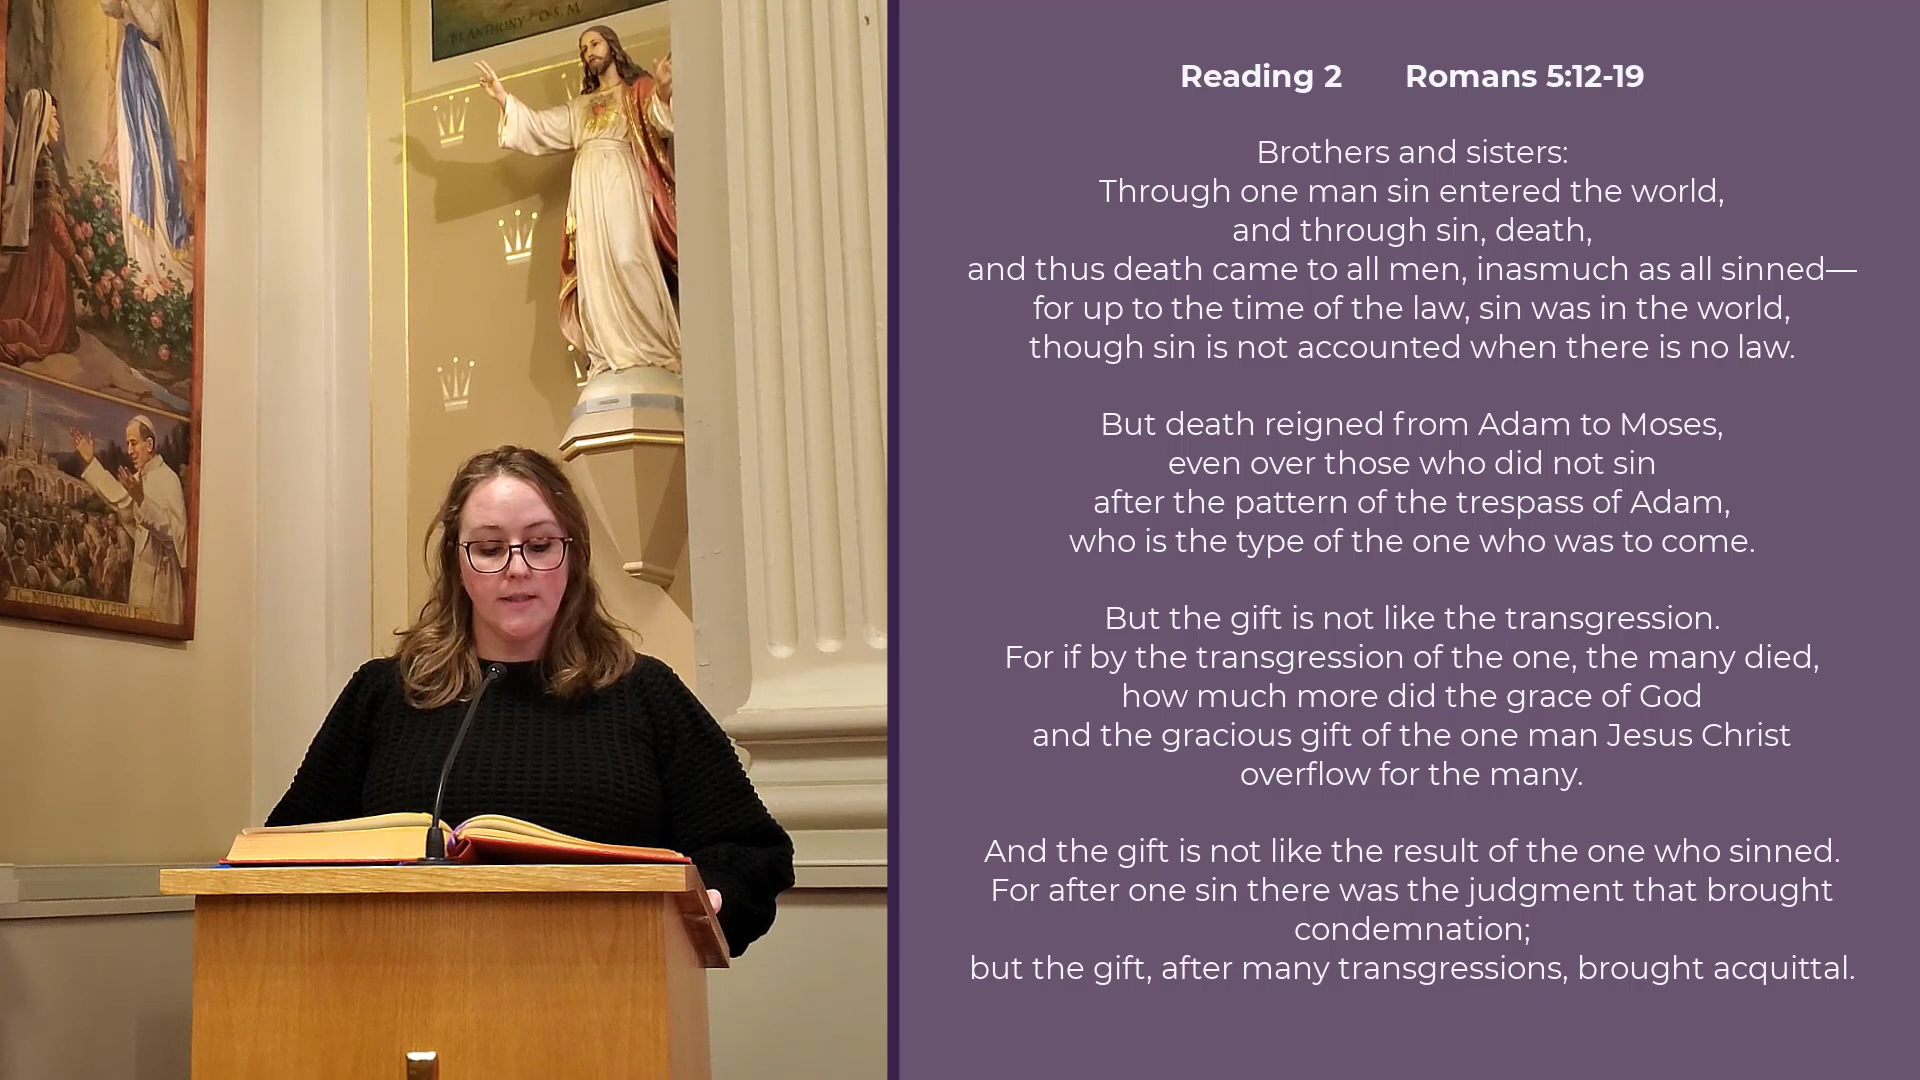 BL ANTHONY O.S.M.
Reading 2 Romans 5:12-19
Brothers and sisters:
Through one man sin entered the world,
and through sin, death,
and thus death came to all men, inasmuch as all sinned—
for up to the time of the law, sin was in the world,
though sin is not accounted when there is no law.
But death reigned from Adam to Moses,
even over those who did not sin
after the pattern of the trespass of Adam,
who is the type of the one who was to come.
But the gift is not like the transgression.
For if by the transgression of the one, the many died,
how much more did the grace of God
and the gracious gift of the one man Jesus Christ
overflow for the many.
And the gift is not like the result of the one who sinned.
For after one sin there was the judgment that brought
condemnation;
but the gift, after many transgressions, brought acquittal.